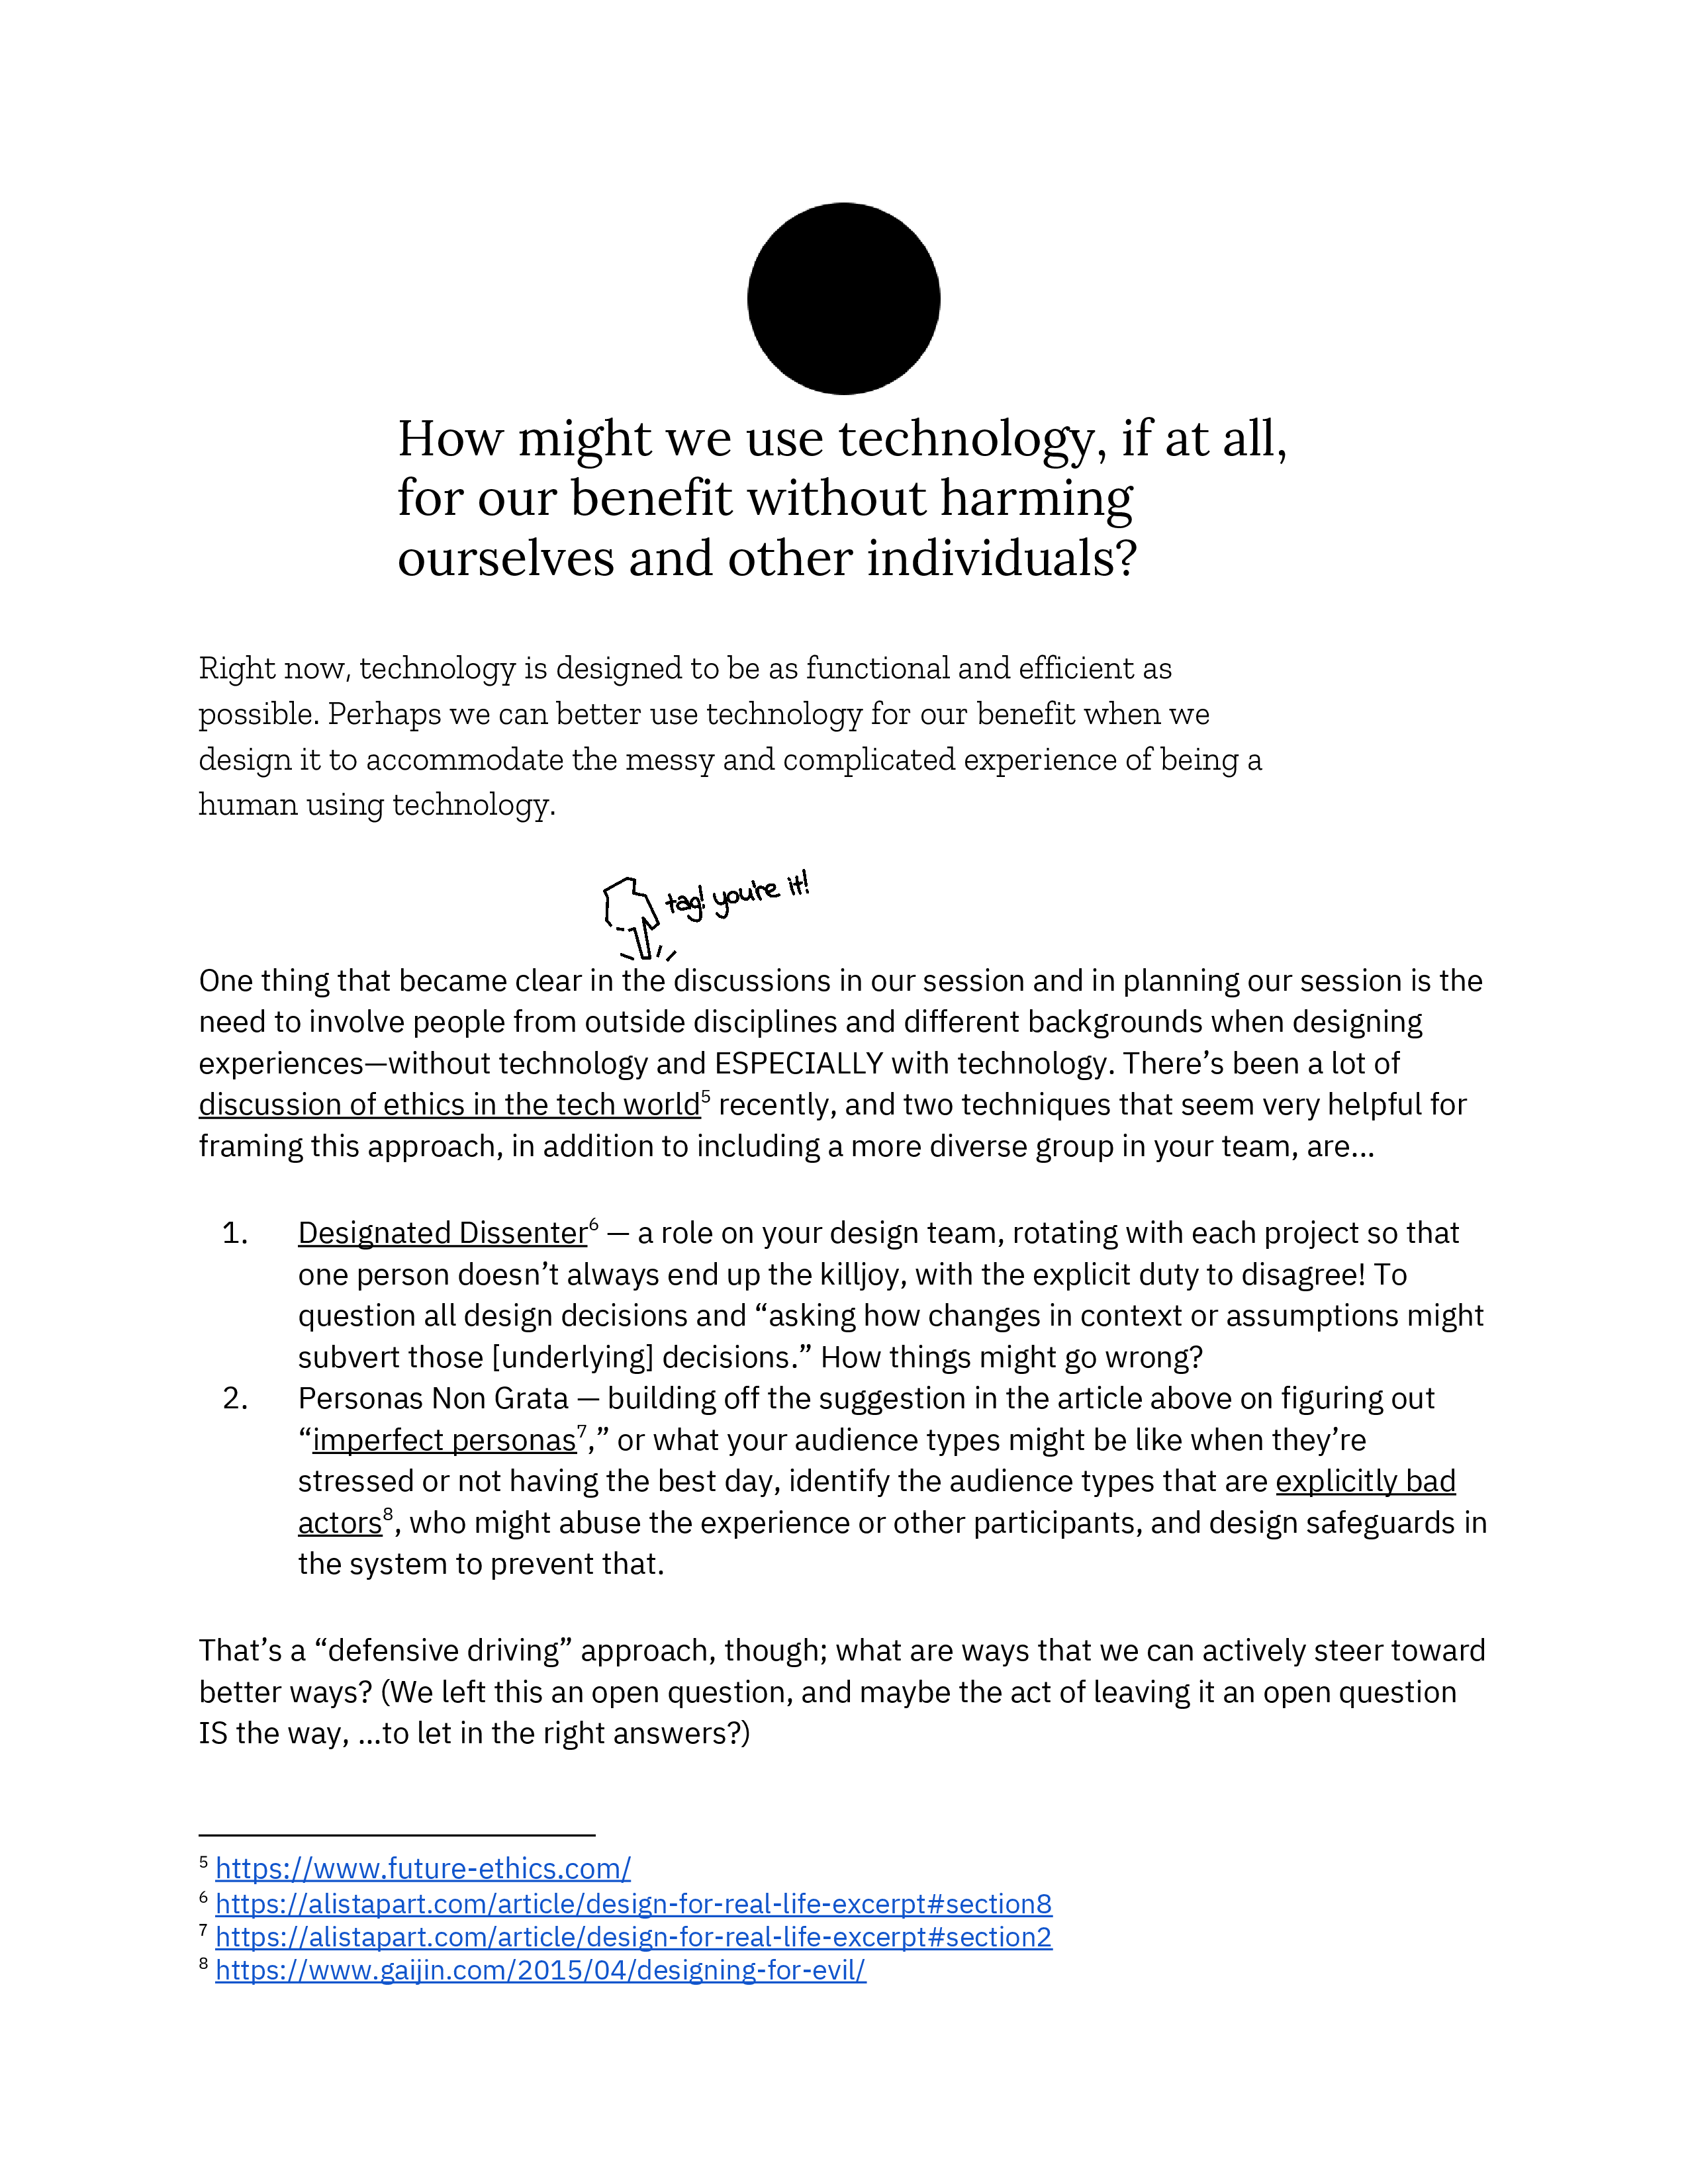 How might we use technology, if at all,
for our benefit without harming
ourselves and other individuals?
Right now, technology is designed to be as functional and efficient as
possible. Perhaps we can better use technology for our benefit when we
design it to accommodate the messy and complicated experience of being a
human using technology.
tag! you're it!
One thing that became clear in the discussions in our session and in planning our session is the
need to involve people from outside disciplines and different backgrounds when designing
experiences—without technology and ESPECIALLY with technology. There’s been a lot of
discussion of ethics in the tech world⁵ recently, and two techniques that seem very helpful for
framing this approach, in addition to including a more diverse group in your team, are...
1. Designated Dissenter⁶ — a role on your design team, rotating with each project so that
one person doesn’t always end up the killjoy, with the explicit duty to disagree! To
question all design decisions and “asking how changes in context or assumptions might
subvert those [underlying] decisions.” How things might go wrong?
2. Personas Non Grata — building off the suggestion in the article above on figuring out
“imperfect personas⁷,” or what your audience types might be like when they’re
stressed or not having the best day, identify the audience types that are explicitly bad
actors⁸, who might abuse the experience or other participants, and design safeguards in
the system to prevent that.
That’s a “defensive driving” approach, though; what are ways that we can actively steer toward
better ways? (We left this an open question, and maybe the act of leaving it an open question
IS the way, ...to let in the right answers?)
⁵ https://www.future-ethics.com/
⁶ https://alistapart.com/article/design-for-real-life-excerpt#section8
⁷ https://alistapart.com/article/design-for-real-life-excerpt#section2
⁸ https://www.gaijin.com/2015/04/designing-for-evil/